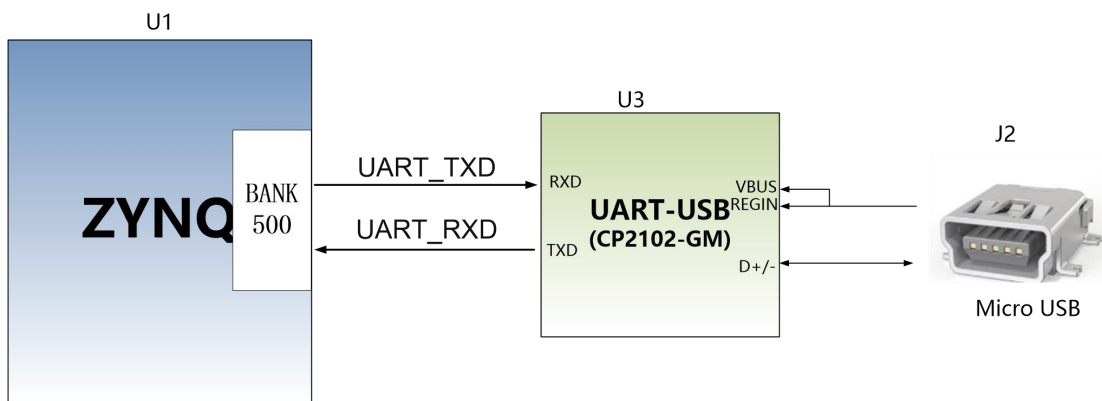 U1
ZYNQ
BANK
500
UART_TXD
UART_RXD
U3
RXD
TXD
UART-USB
(CP2102-GM)
VBUS
REGIN
D+/-
J2
Micro USB